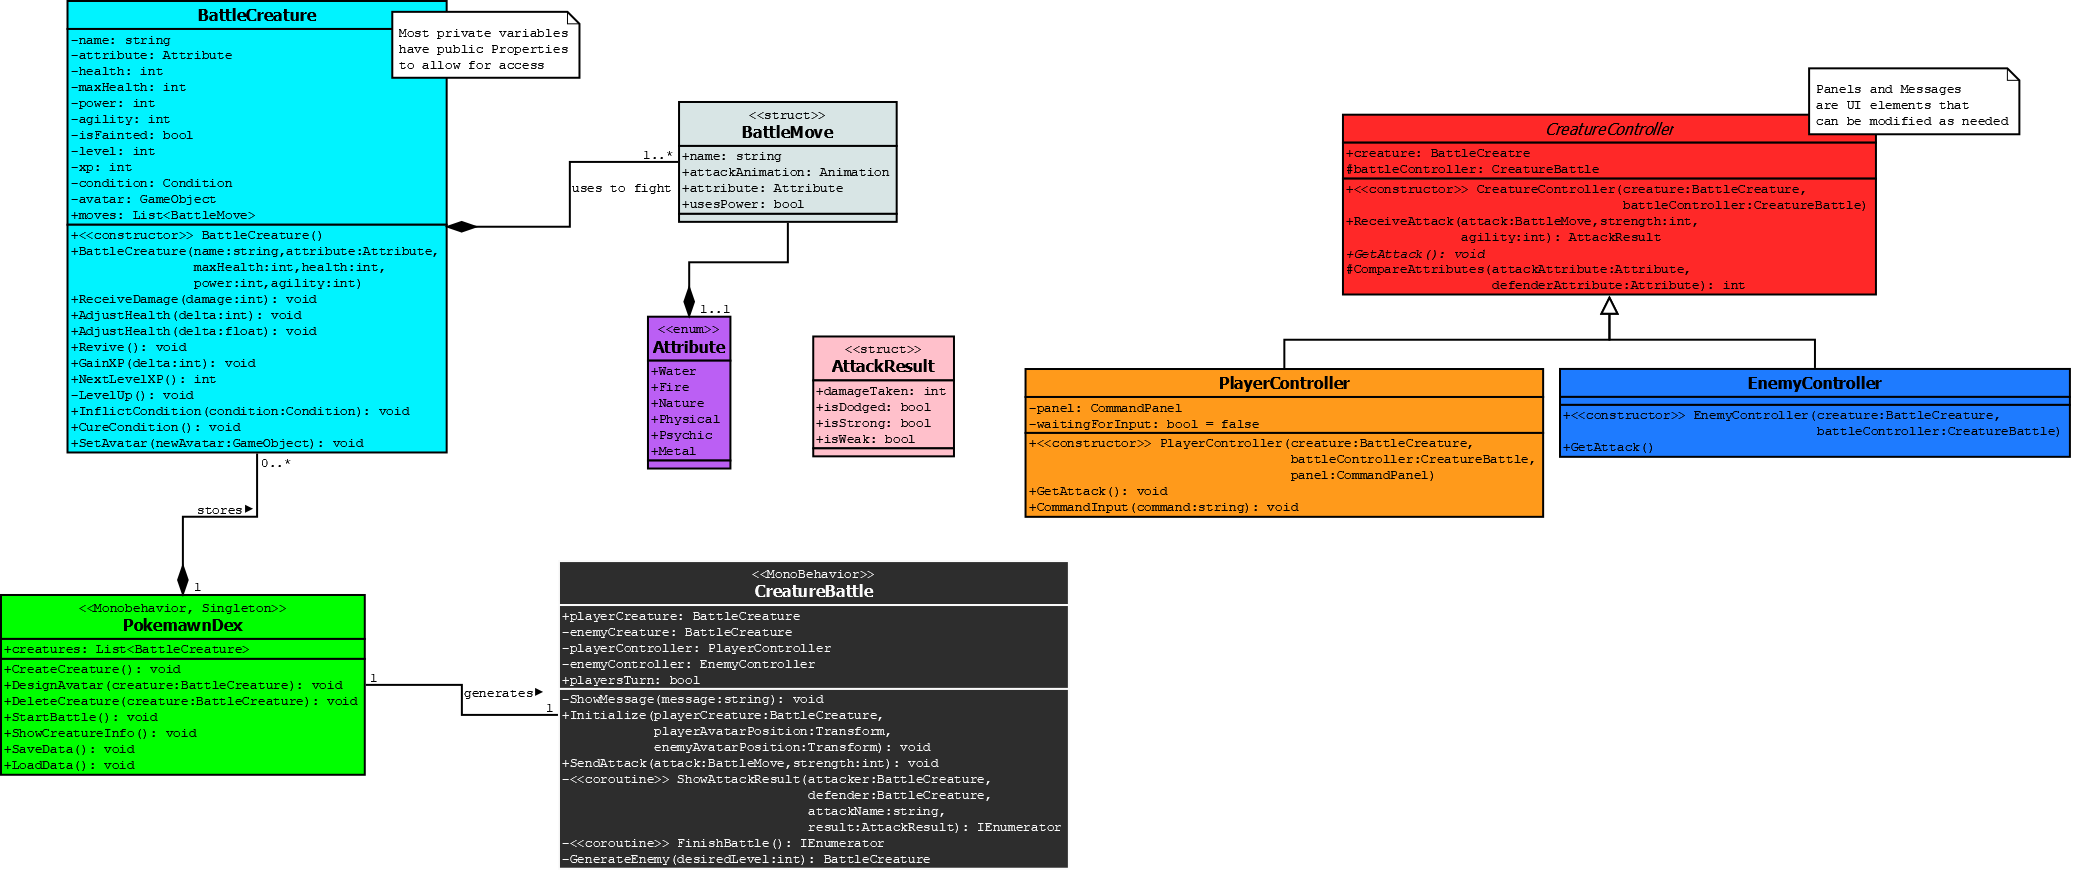 BattleCreature
-name: string
-attribute: Attribute
-health: int
-maxHealth: int
-power: int
-agility: int
-isFainted: bool
-level: int
-xp: int
-condition: Condition
-avatar: GameObject
+moves: List<BattleMove>
+<<constructor>> BattleCreature()
+BattleCreature(name:string,attribute:Attribute,
maxHealth:int,health:int,
power:int,agility:int)
+ReceiveDamage(damage:int): void
+AdjustHealth(delta:int): void
+AdjustHealth(delta:float): void
+Revive(): void
+GainXP(delta:int): void
+NextLevelXP(): int
-LevelUp(): void
+InflictCondition(condition:Condition): void
+CureCondition(): void
+SetAvatar(newAvatar:GameObject): void
Most private variables
have public Properties
to allow for access
1..*
uses to fight
<<struct>>
BattleMove
+name: string
+attackAnimation: Animation
+attribute: Attribute
+usesPower: bool
1..1
<<enum>>
Attribute
+Water
+Fire
+Nature
+Physical
+Psychic
+Metal
<<struct>>
AttackResult
+damageTaken: int
+isDodged: bool
+isStrong: bool
+isWeak: bool
Panels and Messages
are UI elements that
can be modified as needed
CreatureController
+creature: BattleCreatre
#battleController: CreatureBattle
+<<constructor>> CreatureController(creature:BattleCreature,
battleController:CreatureBattle)
+ReceiveAttack(attack:BattleMove,strength:int,
agility:int): AttackResult
+GetAttack(): void
#CompareAttributes(attackAttribute:Attribute,
defenderAttribute:Attribute): int
PlayerController
-panel: CommandPanel
-waitingForInput: bool = false
+<<constructor>> PlayerController(creature:BattleCreature,
battleController:CreatureBattle,
panel:CommandPanel)
+GetAttack(): void
+CommandInput(command:string): void
EnemyController
+<<constructor>> EnemyController(creature:BattleCreature,
battleController:CreatureBattle)
+GetAttack()
0..*
stores
1
<<Monobehavior, Singleton>>
PokemawnDex
+creatures: List<BattleCreature>
+CreateCreature(): void
+DesignAvatar(creature:BattleCreature): void
+DeleteCreature(creature:BattleCreature): void
+StartBattle(): void
+ShowCreatureInfo(): void
+SaveData(): void
+LoadData(): void
1
generates
1
<<MonoBehavior>>
CreatureBattle
+playerCreature: BattleCreature
-enemyCreature: BattleCreature
-playerController: PlayerController
-enemyController: EnemyController
+playersTurn: bool
-ShowMessage(message:string): void
+Initialize(playerCreature:BattleCreature,
playerAvatarPosition:Transform,
enemyAvatarPosition:Transform): void
+SendAttack(attack:BattleMove,strength:int): void
-<<coroutine>> ShowAttackResult(attacker:BattleCreature,
defender:BattleCreature,
attackName:string,
result:AttackResult): IEnumerator
-<<coroutine>> FinishBattle(): IEnumerator
-GenerateEnemy(desiredLevel:int): BattleCreature